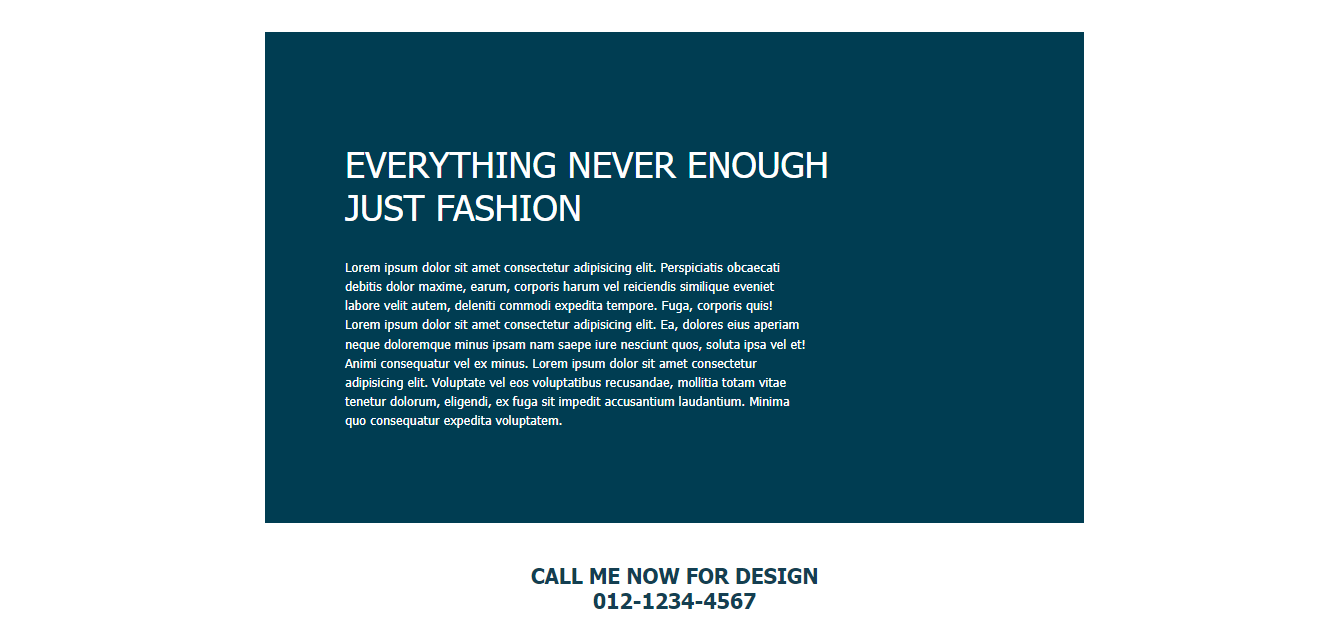 EVERYTHING NEVER ENOUGH
JUST FASHION
Lorem ipsum dolor sit amet consectetur adipisicing elit. Perspiciatis obcaecati
debitis dolor maxime, earum, corporis harum vel reiciendis similique eveniet
labore velit autem, deleniti commodi expedita tempore. Fuga, corporis quis!
Lorem ipsum dolor sit amet consectetur adipisicing elit. Ea, dolores eius aperiam
neque doloremque minus ipsam nam saepe iure nesciunt quos, soluta ipsa vel et!
Animi consequatur vel ex minus. Lorem ipsum dolor sit amet consectetur
adipisicing elit. Voluptate vel eos voluptatibus recusandae, mollitia totam vitae
tenetur dolorum, eligendi, ex fuga sit impedit accusantium laudantium. Minima
quo consequatur expedita voluptatem.
CALL ME NOW FOR DESIGN
012-1234-4567